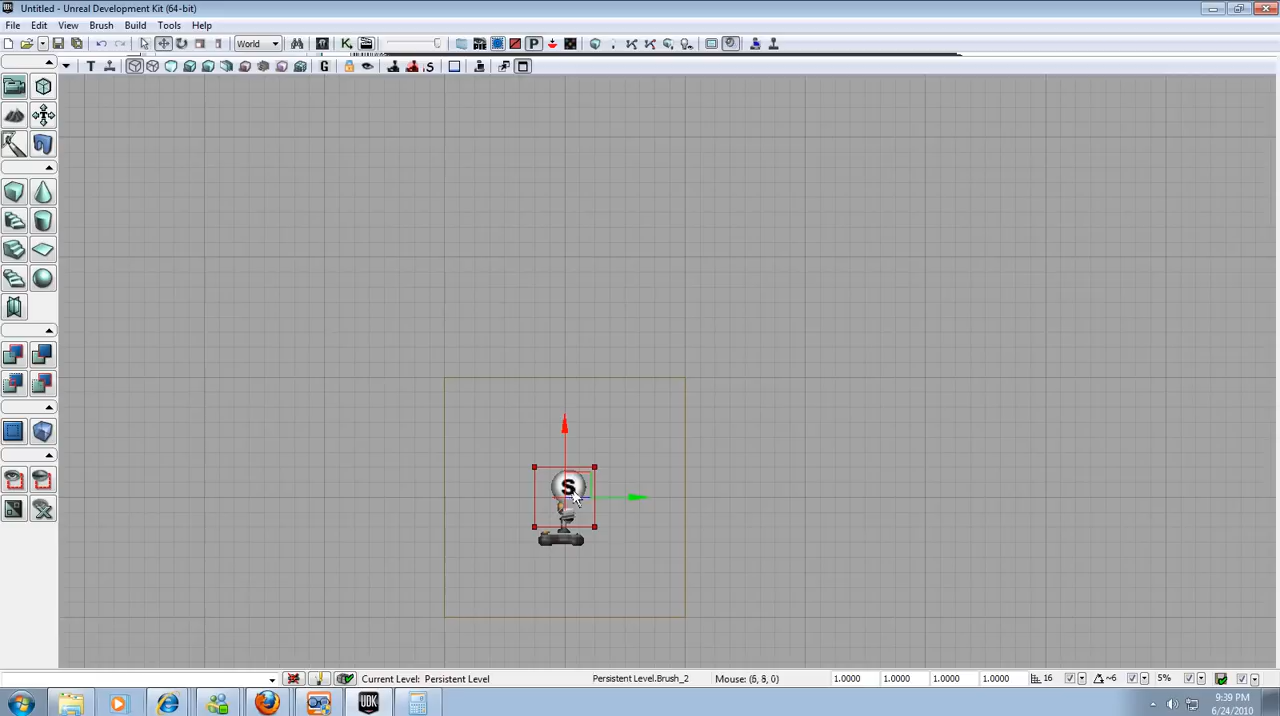 Untitled - Unreal Development Kit (64-bit)
File Edit View Brush Build Tools Help
World
K
P
T
G
S
S
Current Level: Persistent Level
Persistent Level.Brush_2
Mouse: (6, 8, 0)
1.0000
1.0000
1.0000
1.0000
16
~6
5%
UDK
9:39 PM
6/24/2010